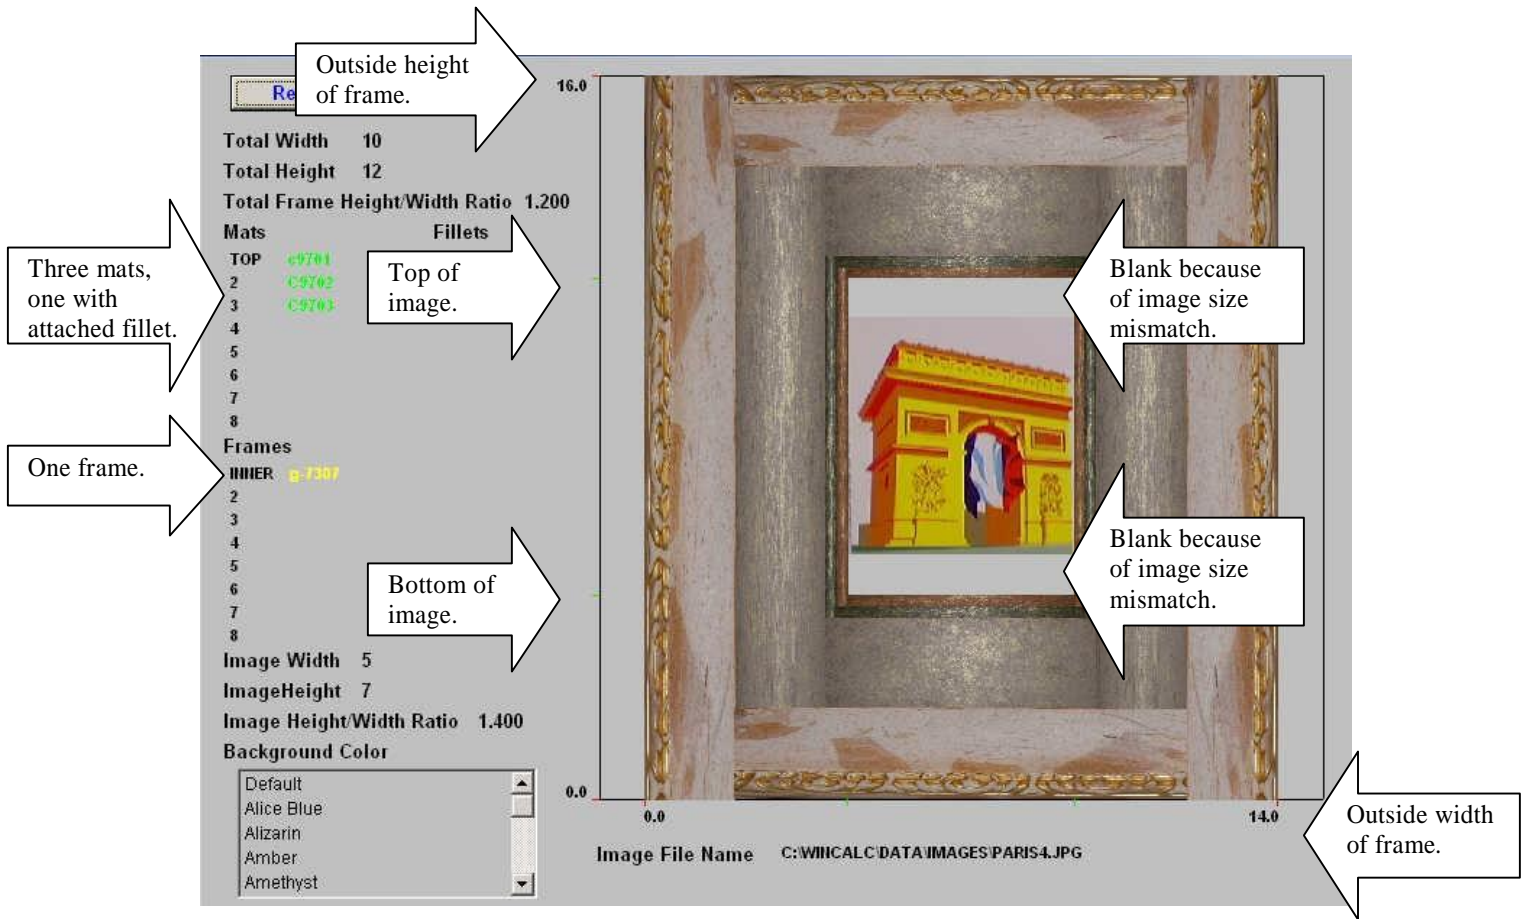 Outside height
of frame.
Re
16.0
Total Width 10
Total Height 12
Total Frame Height/Width Ratio 1.200
Mats Fillets
TOP c9701
2 C9702
3 C9703
4
5
6
7
8
Three mats,
one with
attached fillet.
Top of
image.
Blank because
of image size
mismatch.
Frames
INNER g-7307
2
3
4
5
6
7
8
One frame.
Bottom of
image.
Blank because
of image size
mismatch.
Image Width 5
ImageHeight 7
Image Height/Width Ratio 1.400
Background Color
Default
Alice Blue
Alizarin
Amber
Amethyst
0.0
0.0 14.0
Outside width
of frame.
Image File Name C:\WINCALC\DATA\IMAGES\PARIS4.JPG